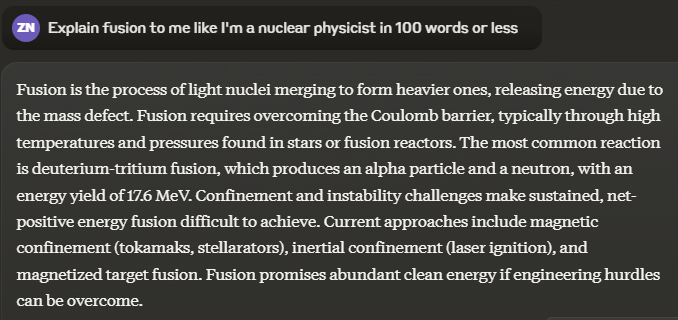 ZN Explain fusion to me like I'm a nuclear physicist in 100 words or less
Fusion is the process of light nuclei merging to form heavier ones, releasing energy due to
the mass defect. Fusion requires overcoming the Coulomb barrier, typically through high
temperatures and pressures found in stars or fusion reactors. The most common reaction
is deuterium-tritium fusion, which produces an alpha particle and a neutron, with an
energy yield of 17.6 MeV. Confinement and instability challenges make sustained, net-
positive energy fusion difficult to achieve. Current approaches include magnetic
confinement (tokamaks, stellarators), inertial confinement (laser ignition), and
magnetized target fusion. Fusion promises abundant clean energy if engineering hurdles
can be overcome.